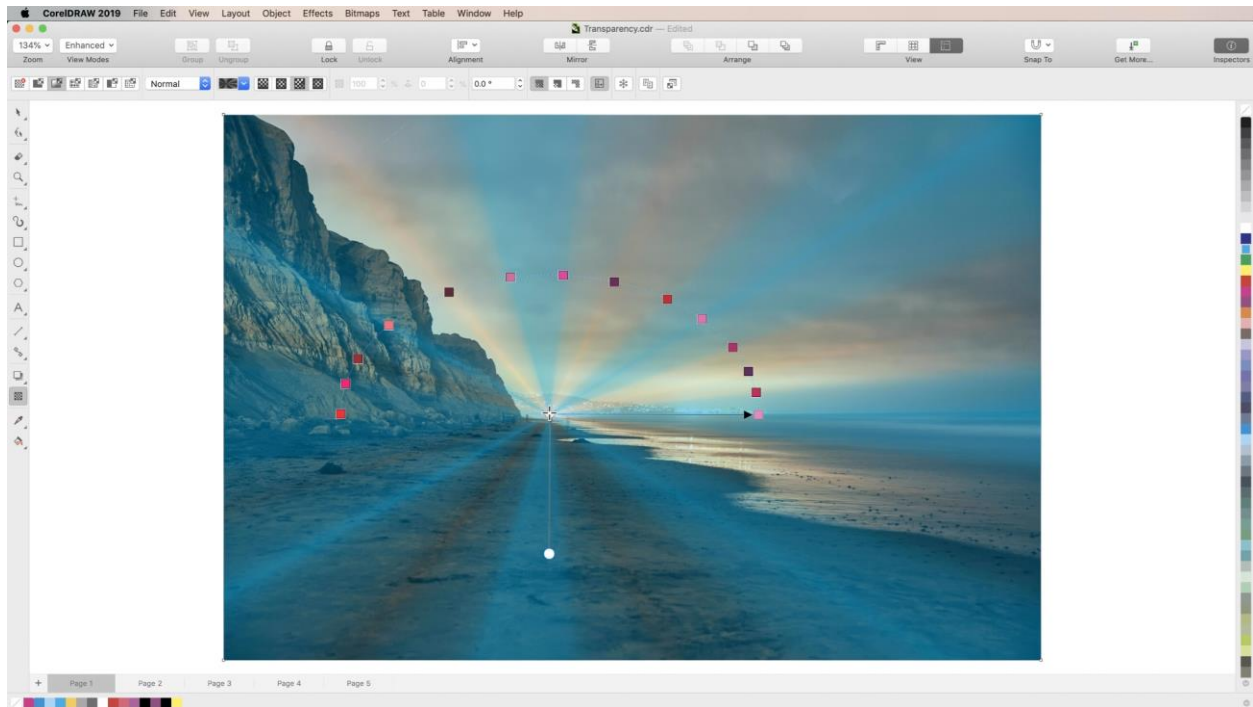 CorelDRAW 2019 File Edit View Layout Object Effects Bitmaps Text Table Window Help
Transparency.cdr — Edited
134% Enhanced
Zoom View Modes Group Ungroup Lock Unlock Alignment Mirror Arrange View Snap To Get More... Inspectors
Normal 100 % 0 % 0.0 °
+ Page 1 Page 2 Page 3 Page 4 Page 5